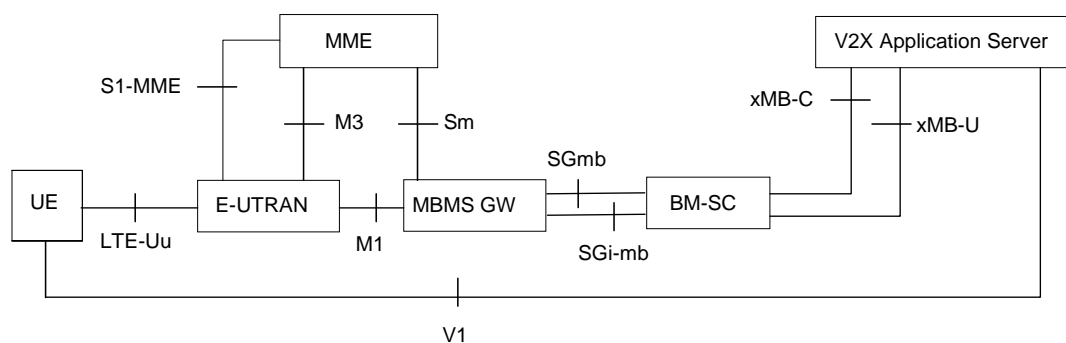 MME
V2X Application Server
S1-MME
xMB-C
M3
Sm
xMB-U
SGmb
UE
E-UTRAN
MBMS GW
BM-SC
LTE-Uu
M1
SGi-mb
V1